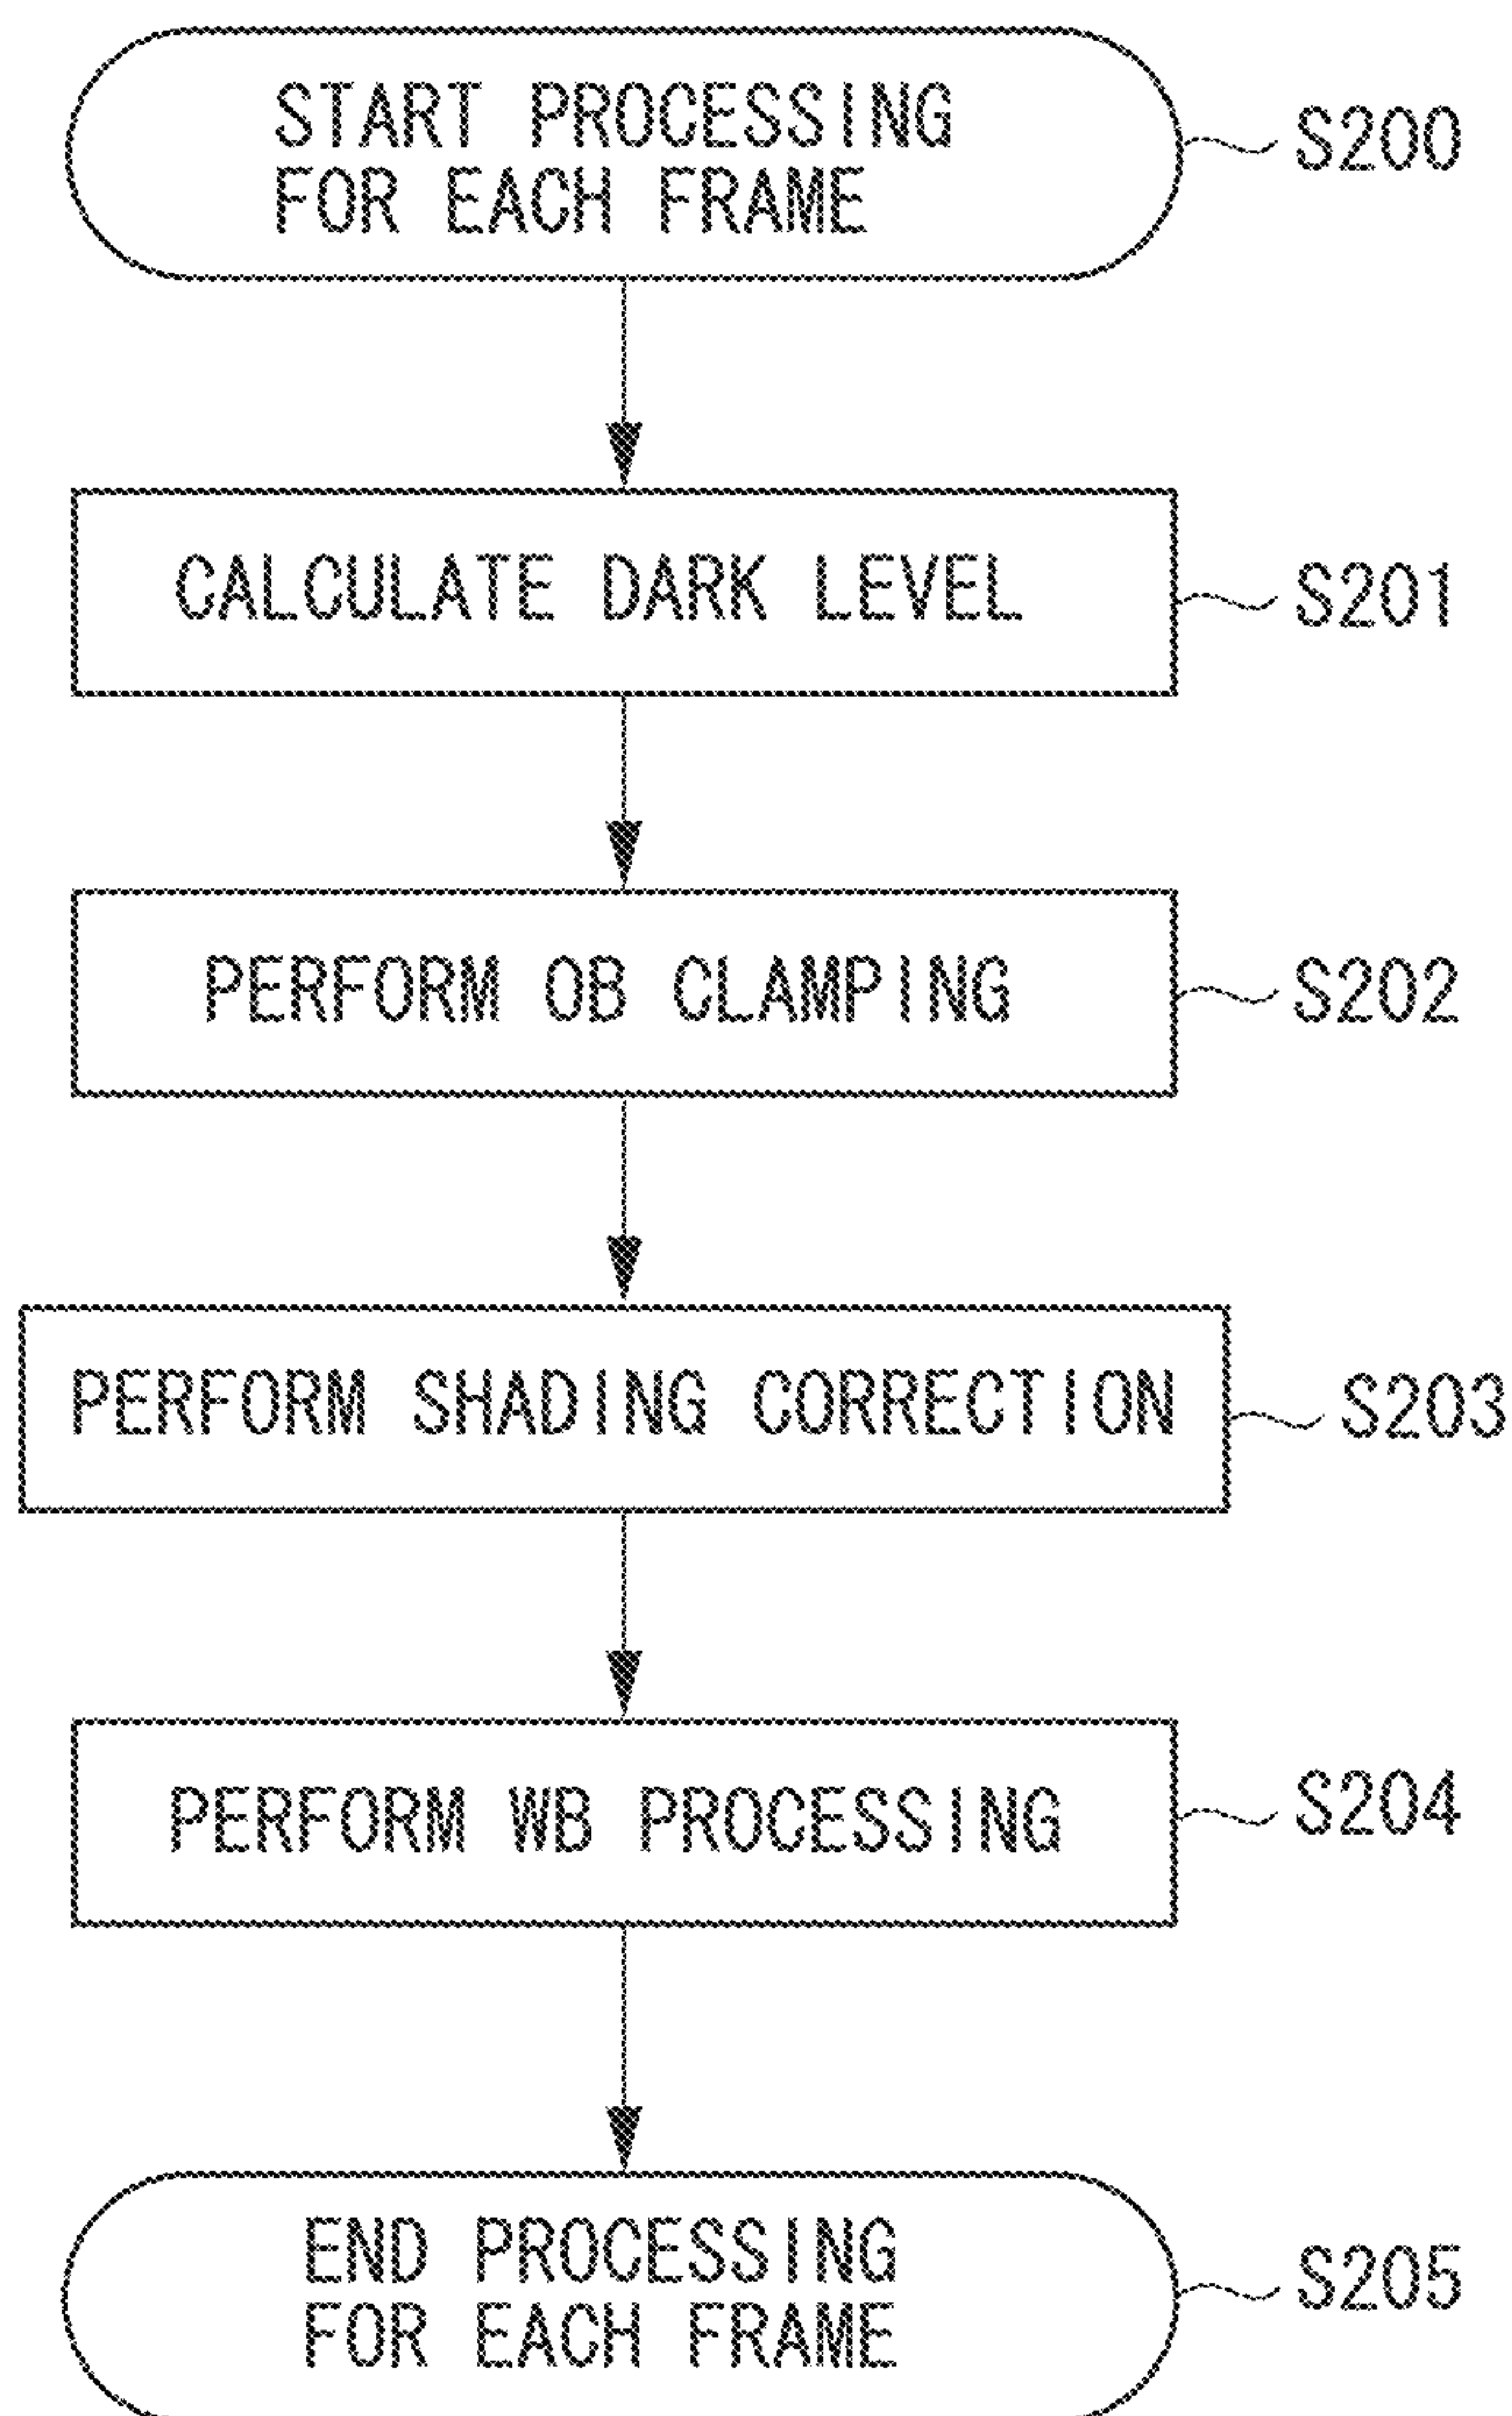 START PROCESSING
FOR EACH FRAME
S200
CALCULATE DARK LEVEL
S201
PERFORM OB CLAMPING
S202
PERFORM SHADING CORRECTION
S203
PERFORM WB PROCESSING
S204
END PROCESSING
FOR EACH FRAME
S205